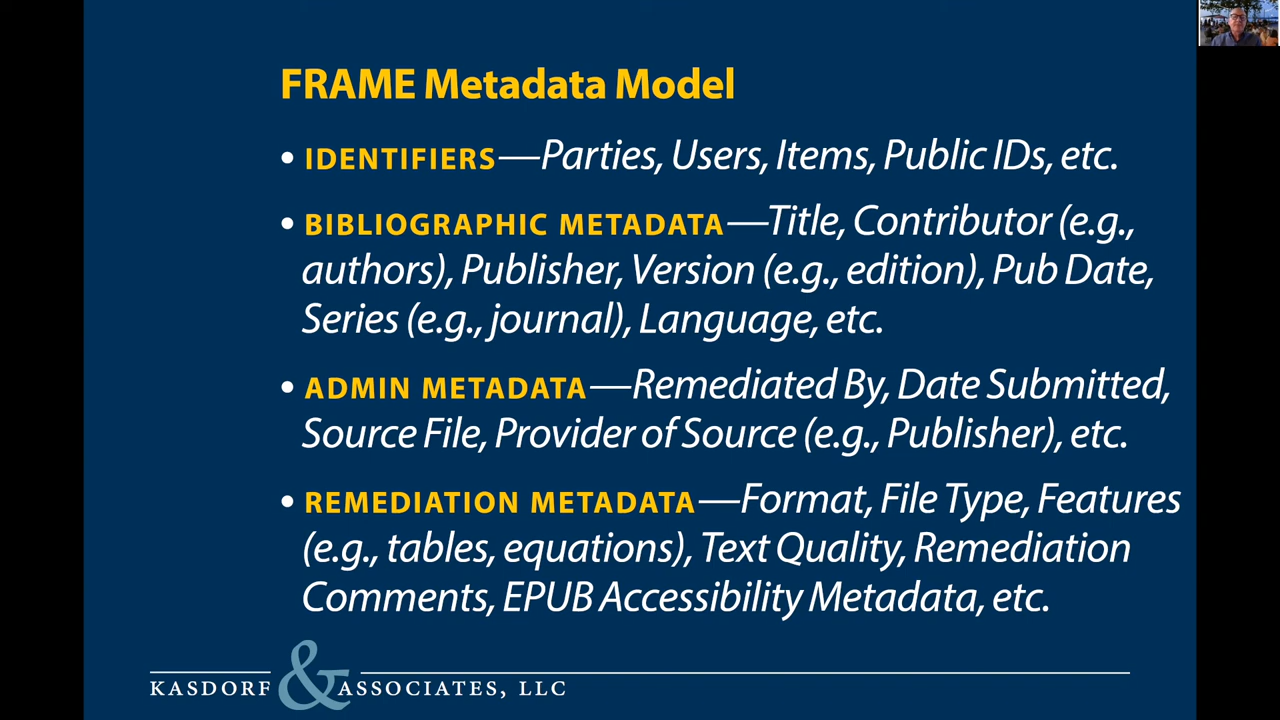 FRAME Metadata Model
• IDENTIFIERS—Parties, Users, Items, Public IDs, etc.
• BIBLIOGRAPHIC METADATA—Title, Contributor (e.g.,
authors), Publisher, Version (e.g., edition), Pub Date,
Series (e.g., journal), Language, etc.
• ADMIN METADATA—Remediated By, Date Submitted,
Source File, Provider of Source (e.g., Publisher), etc.
• REMEDIATION METADATA—Format, File Type, Features
(e.g., tables, equations), Text Quality, Remediation
Comments, EPUB Accessibility Metadata, etc.
KASDORF & ASSOCIATES, LLC